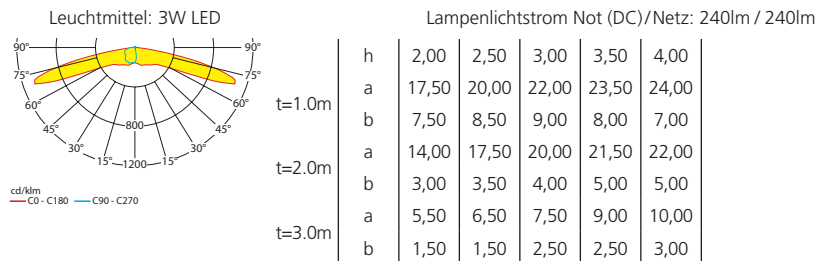 Leuchtmittel: 3W LED
90° 90°
75° 75°
60° 60°
45° 45°
30° 30°
15° 15°
800
1200
cd/klm
C0 - C180 C90 - C270
Lampenlichtstrom Not (DC)/Netz: 240lm / 240lm
h 2,00 2,50 3,00 3,50 4,00
t=1.0m
a 17,50 20,00 22,00 23,50 24,00
b 7,50 8,50 9,00 8,00 7,00
t=2.0m
a 14,00 17,50 20,00 21,50 22,00
b 3,00 3,50 4,00 5,00 5,00
t=3.0m
a 5,50 6,50 7,50 9,00 10,00
b 1,50 1,50 2,50 2,50 3,00